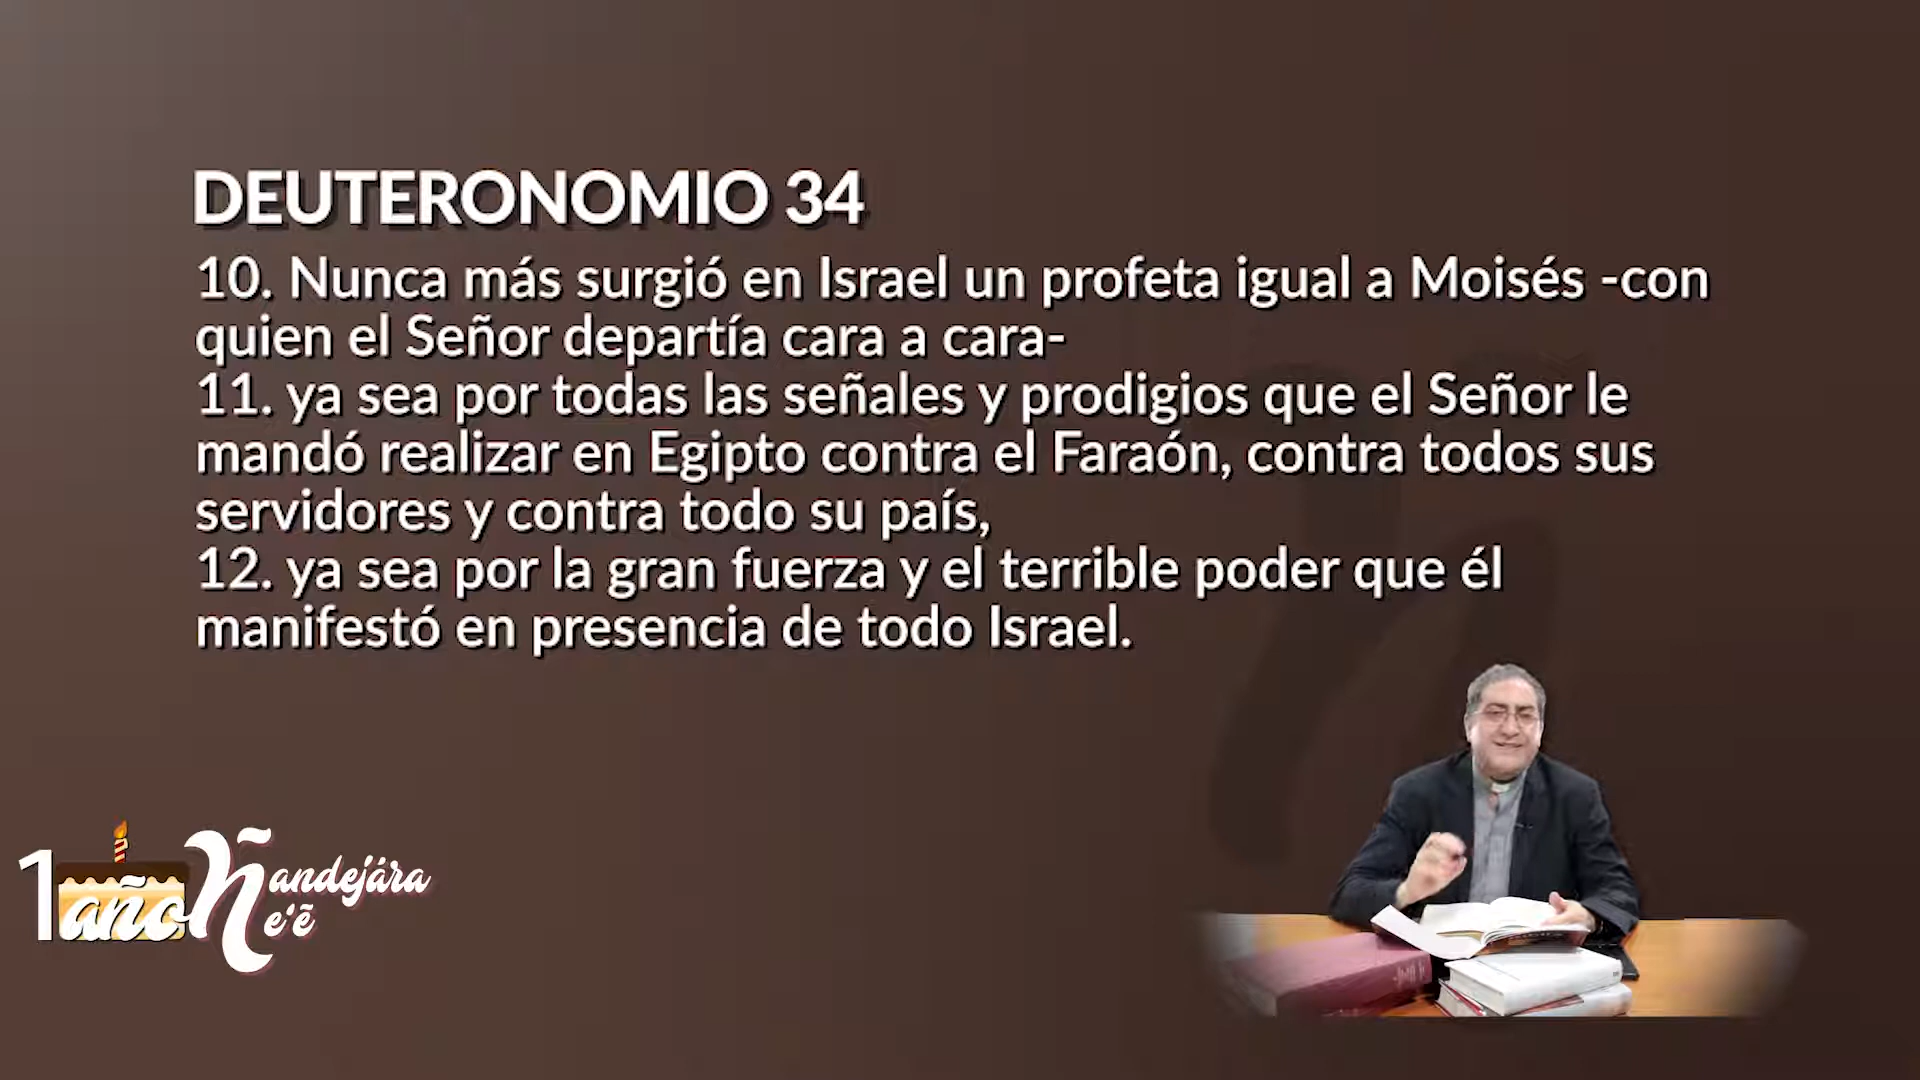 DEUTERONOMIO 34
10. Nunca más surgió en Israel un profeta igual a Moisés -con
quien el Señor departía cara a cara-
11. ya sea por todas las señales y prodigios que el Señor le
mandó realizar en Egipto contra el Faraón, contra todos sus
servidores y contra todo su país,
12. ya sea por la gran fuerza y el terrible poder que él
manifestó en presencia de todo Israel.
1 año
Ñandejára
Ñe'ẽ